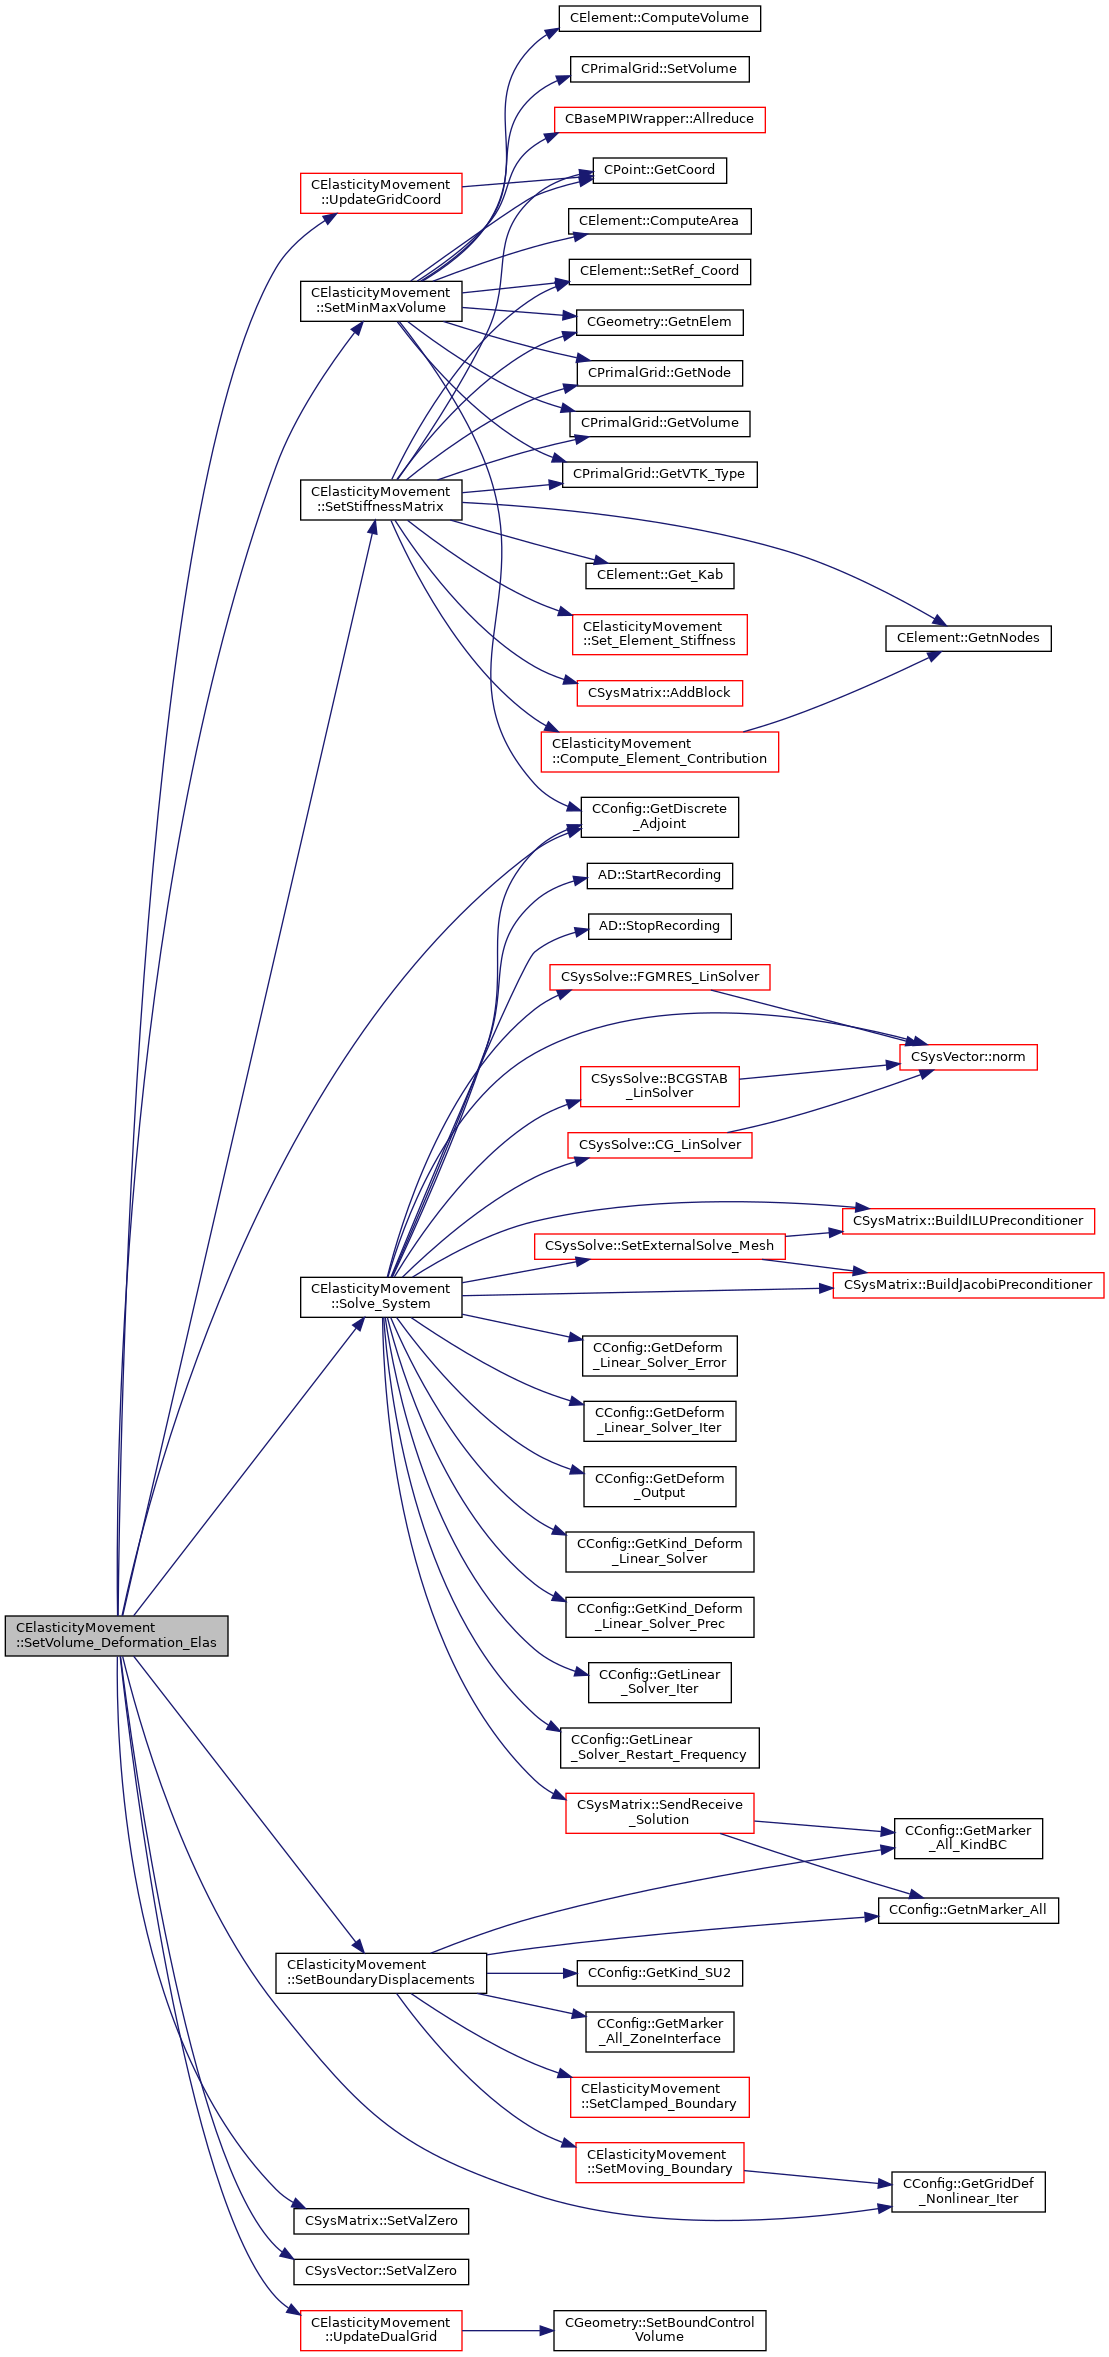 CElement::ComputeVolume
CPrimalGrid::SetVolume
CBaseMPIWrapper::Allreduce
CPoint::GetCoord
CElasticityMovement
::UpdateGridCoord
CElement::ComputeArea
CElement::SetRef_Coord
CElasticityMovement
::SetMinMaxVolume
CGeometry::GetnElem
CPrimalGrid::GetNode
CPrimalGrid::GetVolume
CPrimalGrid::GetVTK_Type
CElasticityMovement
::SetStiffnessMatrix
CElement::Get_Kab
CElasticityMovement
::Set_Element_Stiffness
CElement::GetnNodes
CSysMatrix::AddBlock
CElasticityMovement
::Compute_Element_Contribution
CConfig::GetDiscrete
_Adjoint
AD::StartRecording
AD::StopRecording
CSysSolve::FGMRES_LinSolver
CSysVector::norm
CSysSolve::BCGSTAB
_LinSolver
CSysSolve::CG_LinSolver
CSysMatrix::BuildILUPreconditioner
CSysSolve::SetExternalSolve_Mesh
CSysMatrix::BuildJacobiPreconditioner
CElasticityMovement
::Solve_System
CConfig::GetDeform
_Linear_Solver_Error
CConfig::GetDeform
_Linear_Solver_Iter
CConfig::GetDeform
_Output
CConfig::GetKind_Deform
_Linear_Solver
CConfig::GetKind_Deform
_Linear_Solver_Prec
CElasticityMovement
::SetVolume_Deformation_Elas
CConfig::GetLinear
_Solver_Iter
CConfig::GetLinear
_Solver_Restart_Frequency
CSysMatrix::SendReceive
_Solution
CConfig::GetMarker
_All_KindBC
CConfig::GetnMarker_All
CElasticityMovement
::SetBoundaryDisplacements
CConfig::GetKind_SU2
CConfig::GetMarker
_All_ZoneInterface
CElasticityMovement
::SetClamped_Boundary
CElasticityMovement
::SetMoving_Boundary
CConfig::GetGridDef
_Nonlinear_Iter
CSysMatrix::SetValZero
CSysVector::SetValZero
CElasticityMovement
::UpdateDualGrid
CGeometry::SetBoundControl
Volume